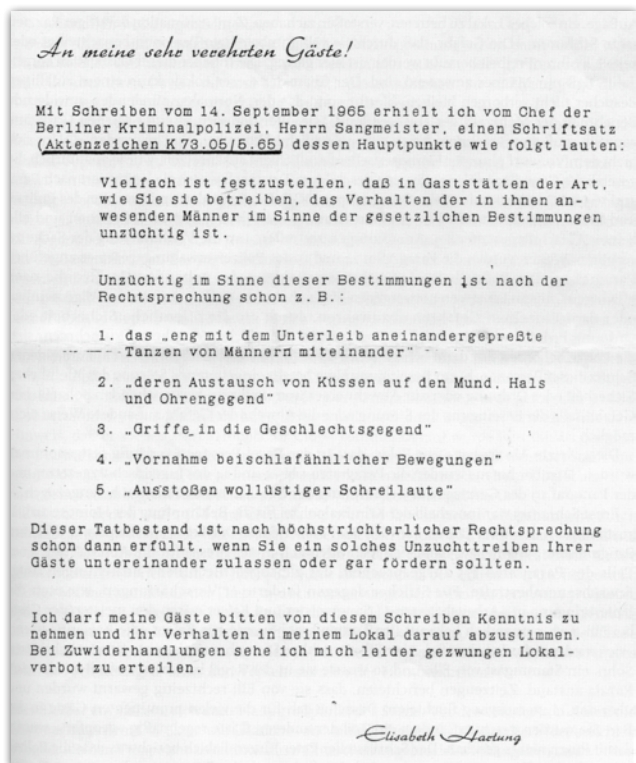 An meine sehr verehrten Gäste!
Mit Schreiben vom 14. September 1965 erhielt ich vom Chef der
Berliner Kriminalpolizei, Herrn Sangmeister, einen Schriftsatz
(Aktenzeichen K 73.05/5.65) dessen Hauptpunkte wie folgt lauten:
Vielfach ist festzustellen, daß in Gaststätten der Art,
wie Sie sie betreiben, das Verhalten der in ihnen an-
wesenden Männer im Sinne der gesetzlichen Bestimmungen
unzüchtig ist.
Unzüchtig im Sinne dieser Bestimmungen ist nach der
Rechtsprechung schon z. B.:
1. das „eng mit dem Unterleib aneinandergepreßte
Tanzen von Männern miteinander"
2. „deren Austausch von Küssen auf den Mund, Hals
und Ohrengegend"
3. „Griffe in die Geschlechtsgegend"
4. „Vornahme beischlafähnlicher Bewegungen"
5. „Ausstoßen wollüstiger Schreilaute"
Dieser Tatbestand ist nach höchstrichterlicher Rechtsprechung
schon dann erfüllt, wenn Sie ein solches Unzuchttreiben Ihrer
Gäste untereinander zulassen oder gar fördern sollten.
Ich darf meine Gäste bitten von diesem Schreiben Kenntnis zu
nehmen und ihr Verhalten in meinem Lokal darauf abzustimmen.
Bei Zuwiderhandlungen sehe ich mich leider gezwungen Lokal-
verbot zu erteilen.
Elisabeth Hartung